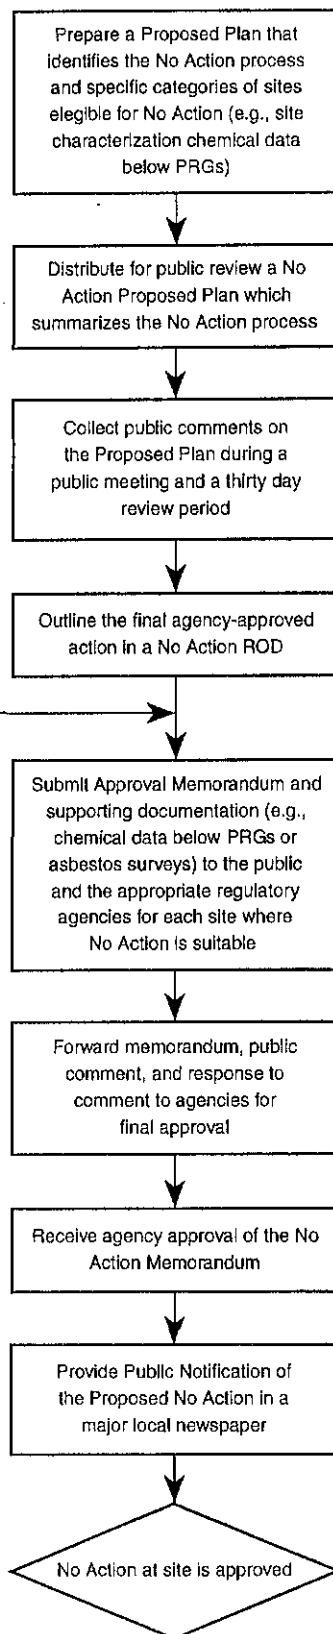 Prepare a Proposed Plan that
identifies the No Action process
and specific categories of sites
elegible for No Action (e.g., site
characterization chemical data
below PRGs)
Distribute for public review a No
Action Proposed Plan which
summarizes the No Action process
Collect public comments on
the Proposed Plan during a
public meeting and a thirty day
review period
Outline the final agency-approved
action in a No Action ROD
Submit Approval Memorandum and
supporting documentation (e.g.,
chemical data below PRGs or
asbestos surveys) to the public
and the appropriate regulatory
agencies for each site where
No Action is suitable
Forward memorandum, public
comment, and response to
comment to agencies for
final approval
Receive agency approval of the No
Action Memorandum
Provide Public Notification of
the Proposed No Action in a
major local newspaper
No Action at site is approved